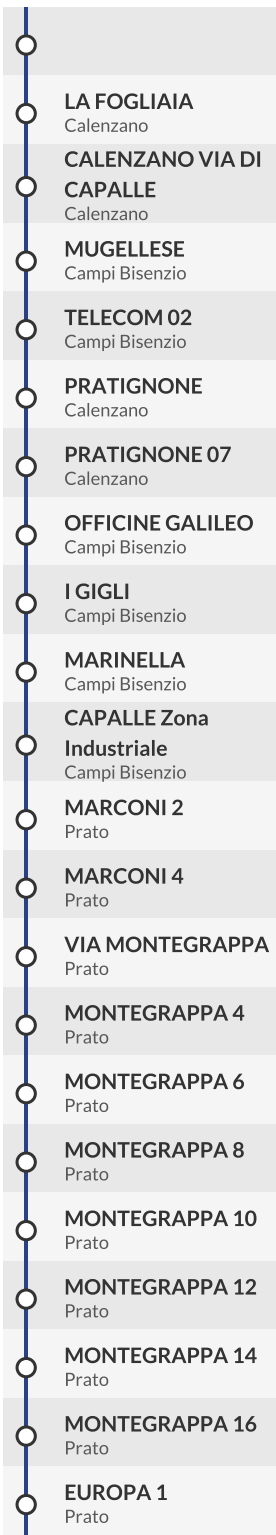 LA FOGLIAIA
Calenzano
CALENZANO VIA DI
CAPALLE
Calenzano
MUGELLESE
Campi Bisenzio
TELECOM 02
Campi Bisenzio
PRATIGNONE
Calenzano
PRATIGNONE 07
Calenzano
OFFICINE GALILEO
Campi Bisenzio
I GIGLI
Campi Bisenzio
MARINELLA
Campi Bisenzio
CAPALLE Zona
Industriale
Campi Bisenzio
MARCONI 2
Prato
MARCONI 4
Prato
VIA MONTEGRAPPA
Prato
MONTEGRAPPA 4
Prato
MONTEGRAPPA 6
Prato
MONTEGRAPPA 8
Prato
MONTEGRAPPA 10
Prato
MONTEGRAPPA 12
Prato
MONTEGRAPPA 14
Prato
MONTEGRAPPA 16
Prato
EUROPA 1
Prato